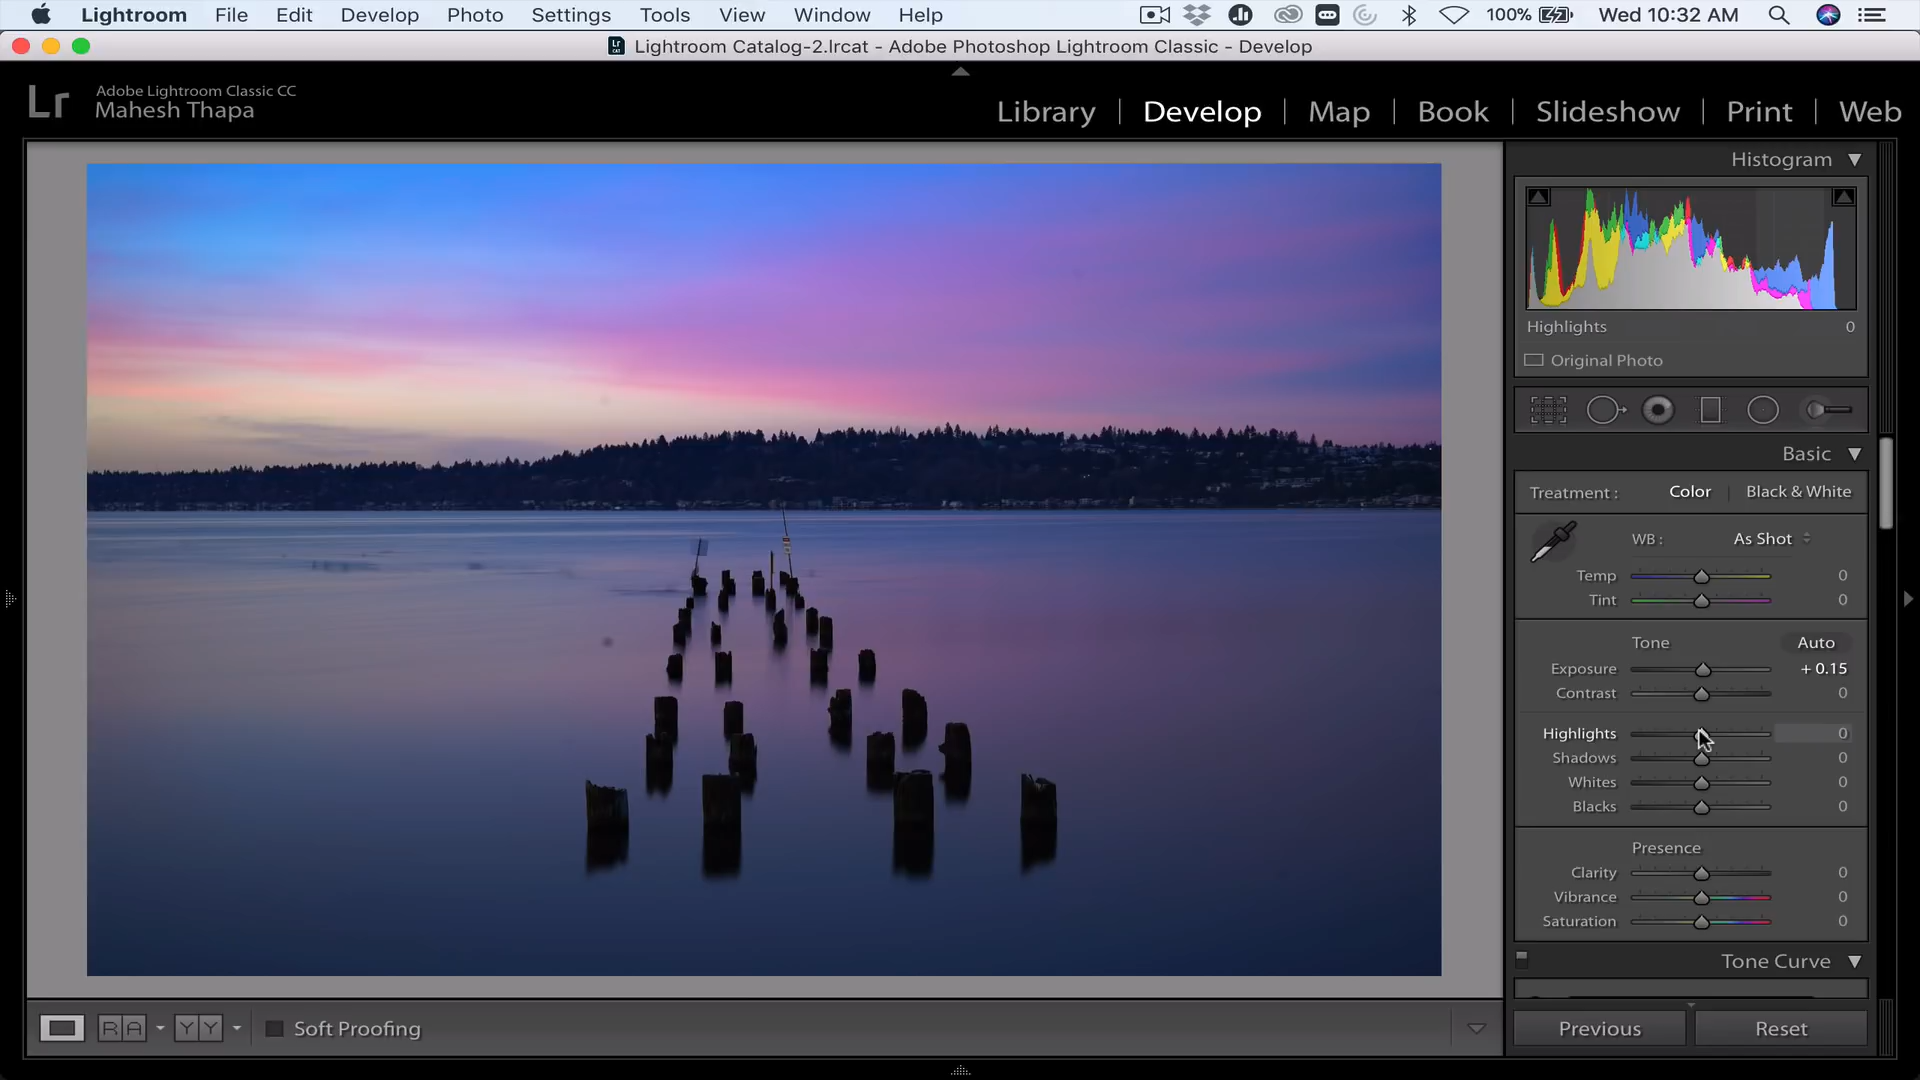 Lightroom File Edit Develop Photo Settings Tools View Window Help 100% Wed 10:32 AM
Lightroom Catalog-2.lrcat - Adobe Photoshop Lightroom Classic - Develop
Lr Adobe Lightroom Classic CC
Mahesh Thapa
Library | Develop | Map | Book | Slideshow | Print | Web
Histogram
Highlights 0
Original Photo
Basic
Treatment : Color | Black & White
WB : As Shot
Temp 0
Tint 0
Tone Auto
Exposure + 0.15
Contrast 0
Highlights 0
Shadows 0
Whites 0
Blacks 0
Presence
Clarity 0
Vibrance 0
Saturation 0
Tone Curve
R A Y Y Soft Proofing
Previous Reset